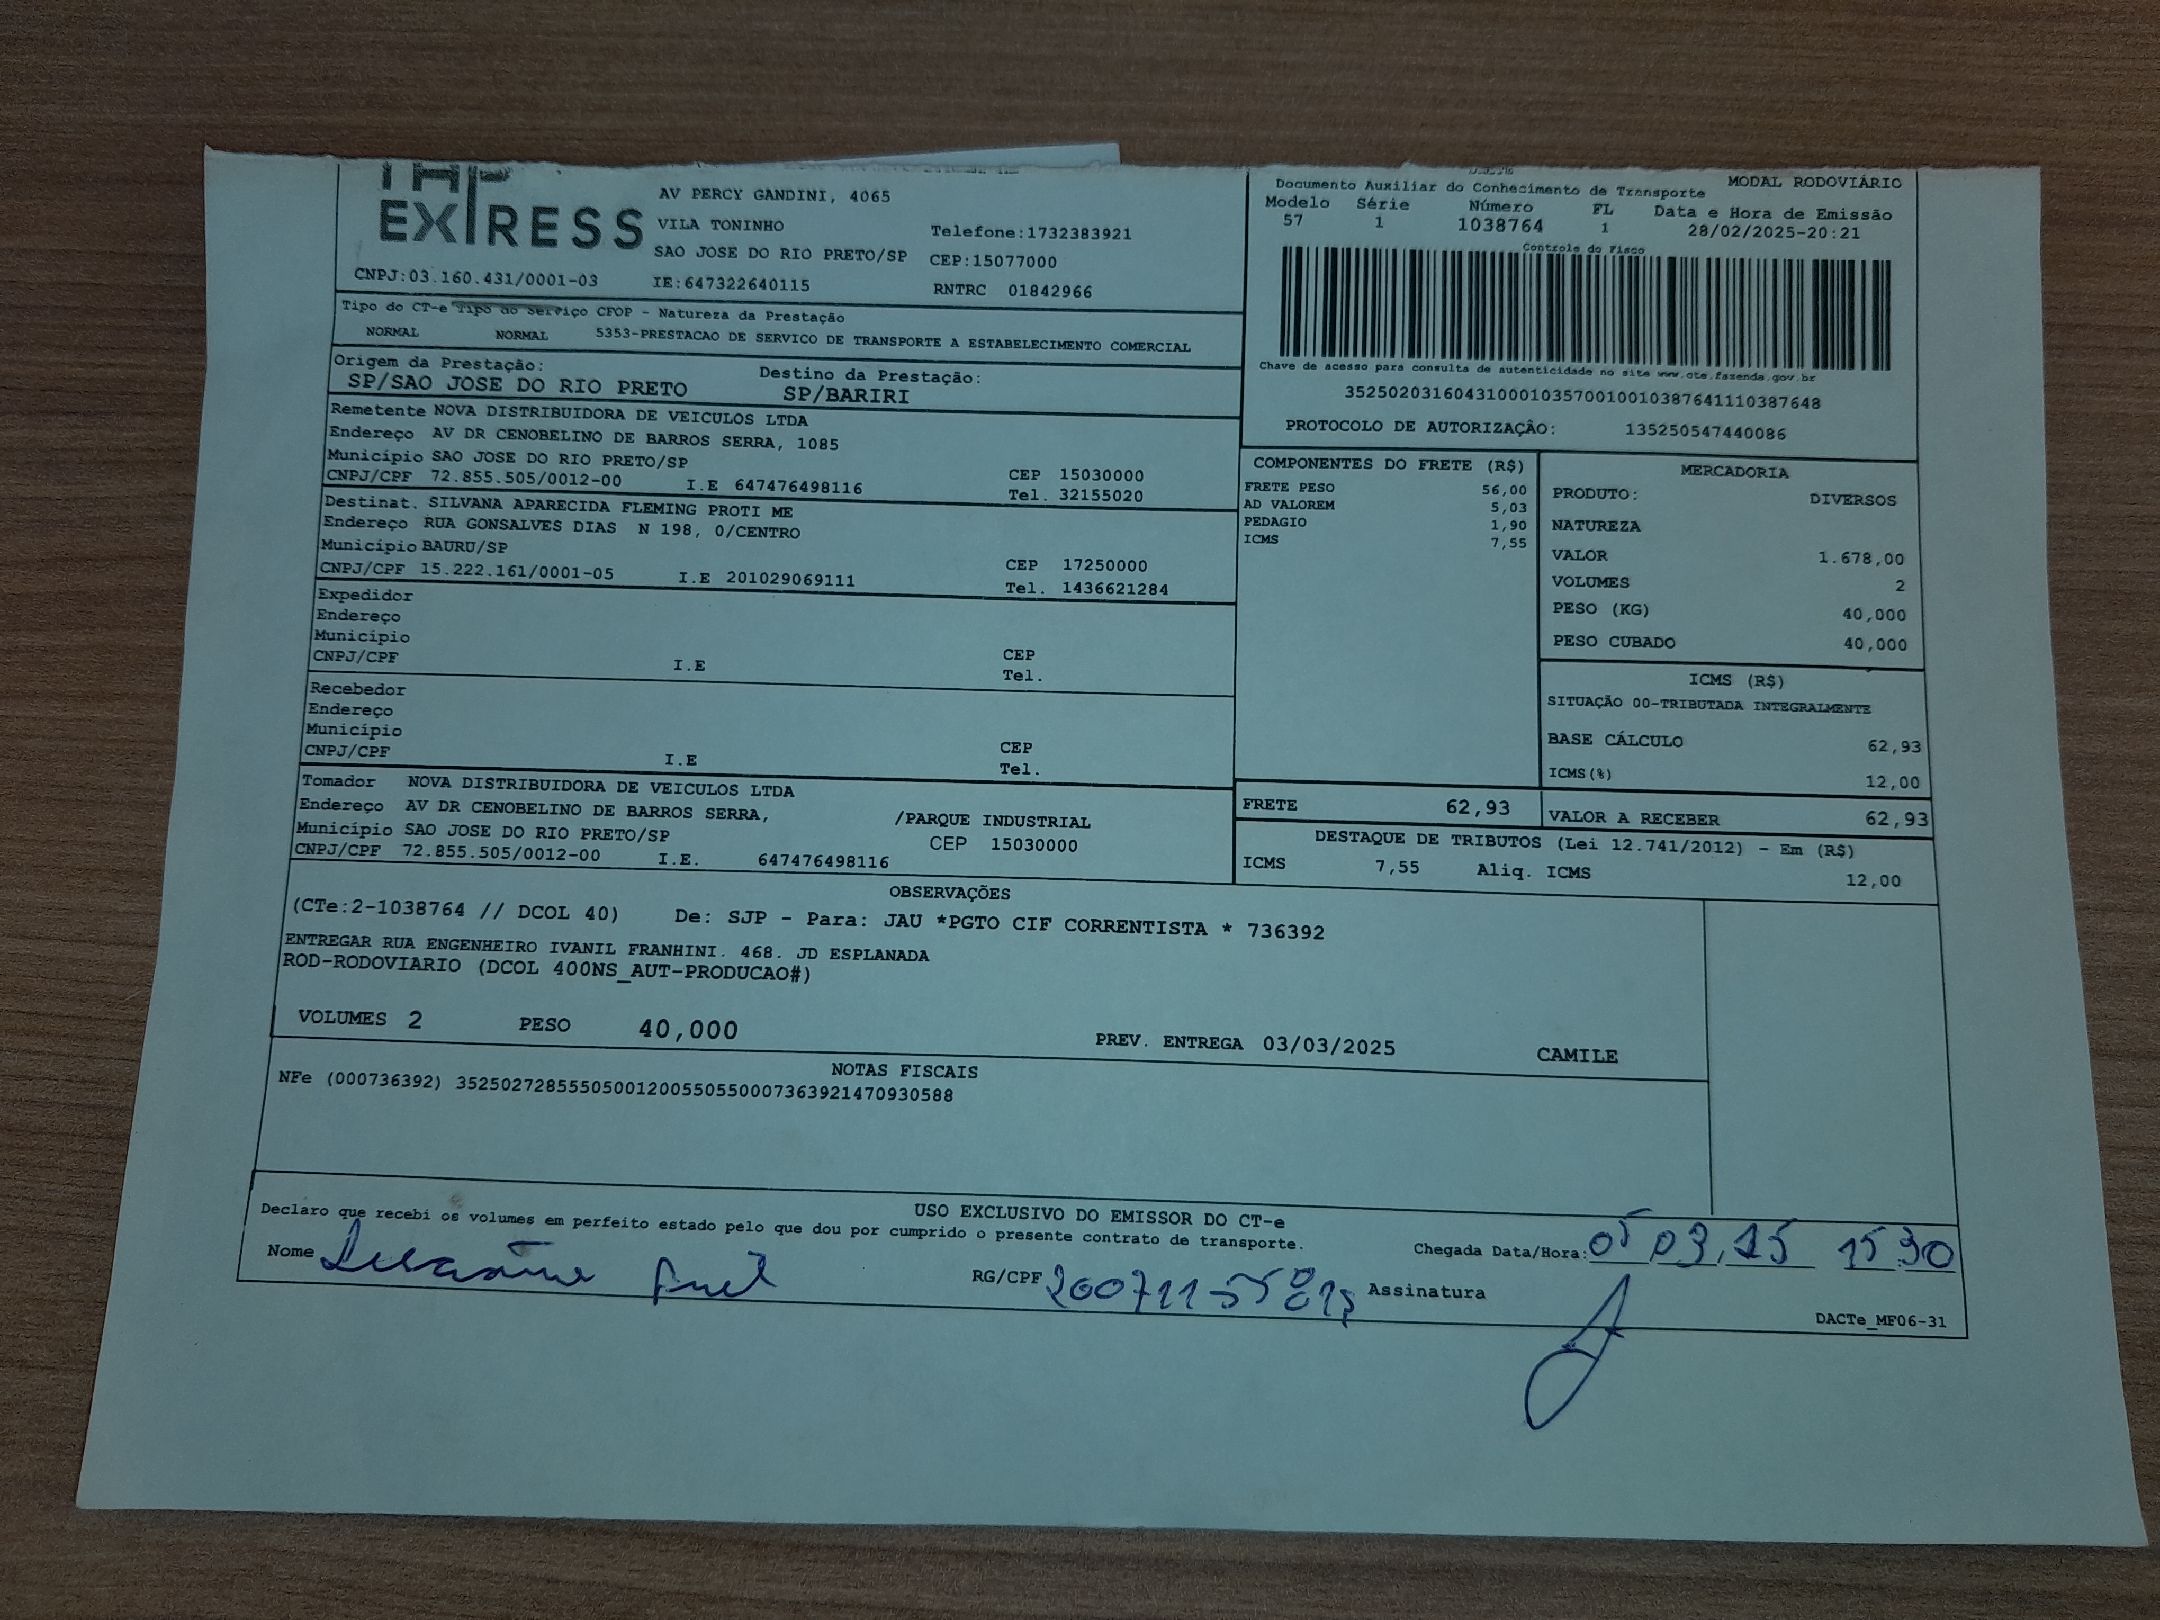 EXPRESS
AV PERCY GANDINI, 4065
VILA TONINHO
Telefone:1732383921
SAO JOSE DO RIO PRETO/SP CEP:15077000
CNPJ:03.160.431/0001-03 IE:647322640115 RNTRC 01842966
Documento Auxiliar do Conhecimento de Transporte MODAL RODOVIÁRIO
Modelo Série Número FL Data e Hora de Emissão
57 1 1038764 1 28/02/2025-20:21
Controle do Fisco
Chave de acesso para consulta de autenticidade no site www.cte.fazenda.gov.br
35250203160431000103570010010387641110387648
PROTOCOLO DE AUTORIZAÇÃO: 135250547440086
Tipo do CT-e Tipo do Serviço CFOP - Natureza da Prestação
NORMAL NORMAL 5353-PRESTACAO DE SERVICO DE TRANSPORTE A ESTABELECIMENTO COMERCIAL
Origem da Prestação: Destino da Prestação:
SP/SAO JOSE DO RIO PRETO SP/BARIRI
Remetente NOVA DISTRIBUIDORA DE VEICULOS LTDA
Endereço AV DR CENOBELINO DE BARROS SERRA, 1085
Município SAO JOSE DO RIO PRETO/SP CEP 15030000
CNPJ/CPF 72.855.505/0012-00 I.E 647476498116 Tel. 32155020
Destinat. SILVANA APARECIDA FLEMING PROTI ME
Endereço RUA GONSALVES DIAS N 198, 0/CENTRO
Município BAURU/SP CEP 17250000
CNPJ/CPF 15.222.161/0001-05 I.E 201029069111 Tel. 1436621284
Expedidor
Endereço
Município CEP
CNPJ/CPF I.E Tel.
Recebedor
Endereço
Município CEP
CNPJ/CPF I.E Tel.
Tomador NOVA DISTRIBUIDORA DE VEICULOS LTDA
Endereço AV DR CENOBELINO DE BARROS SERRA, /PARQUE INDUSTRIAL
Município SAO JOSE DO RIO PRETO/SP CEP 15030000
CNPJ/CPF 72.855.505/0012-00 I.E. 647476498116
COMPONENTES DO FRETE (R$)
FRETE PESO 56,00
AD VALOREM 5,03
PEDAGIO 1,90
ICMS 7,55
MERCADORIA
PRODUTO: DIVERSOS
NATUREZA
VALOR 1.678,00
VOLUMES 2
PESO (KG) 40,000
PESO CUBADO 40,000
ICMS (R$)
SITUAÇÃO 00-TRIBUTADA INTEGRALMENTE
BASE CÁLCULO 62,93
ICMS(%) 12,00
FRETE 62,93 VALOR A RECEBER 62,93
DESTAQUE DE TRIBUTOS (Lei 12.741/2012) - Em (R$)
ICMS 7,55 Aliq. ICMS 12,00
OBSERVAÇÕES
(CTe:2-1038764 // DCOL 40) De: SJP - Para: JAU *PGTO CIF CORRENTISTA * 736392
ENTREGAR RUA ENGENHEIRO IVANIL FRANHINI. 468. JD ESPLANADA
ROD-RODOVIARIO (DCOL 400NS_AUT-PRODUCAO#)
VOLUMES 2 PESO 40,000 PREV. ENTREGA 03/03/2025 CAMILE
NOTAS FISCAIS
NFe (000736392) 35250272855505001200550550007363921470930588
USO EXCLUSIVO DO EMISSOR DO CT-e
Declaro que recebi os volumes em perfeito estado pelo que dou por cumprido o presente contrato de transporte.
Chegada Data/Hora: 05 03, 25 15 30
Nome RG/CPF Assinatura
DACTe_MF06-31